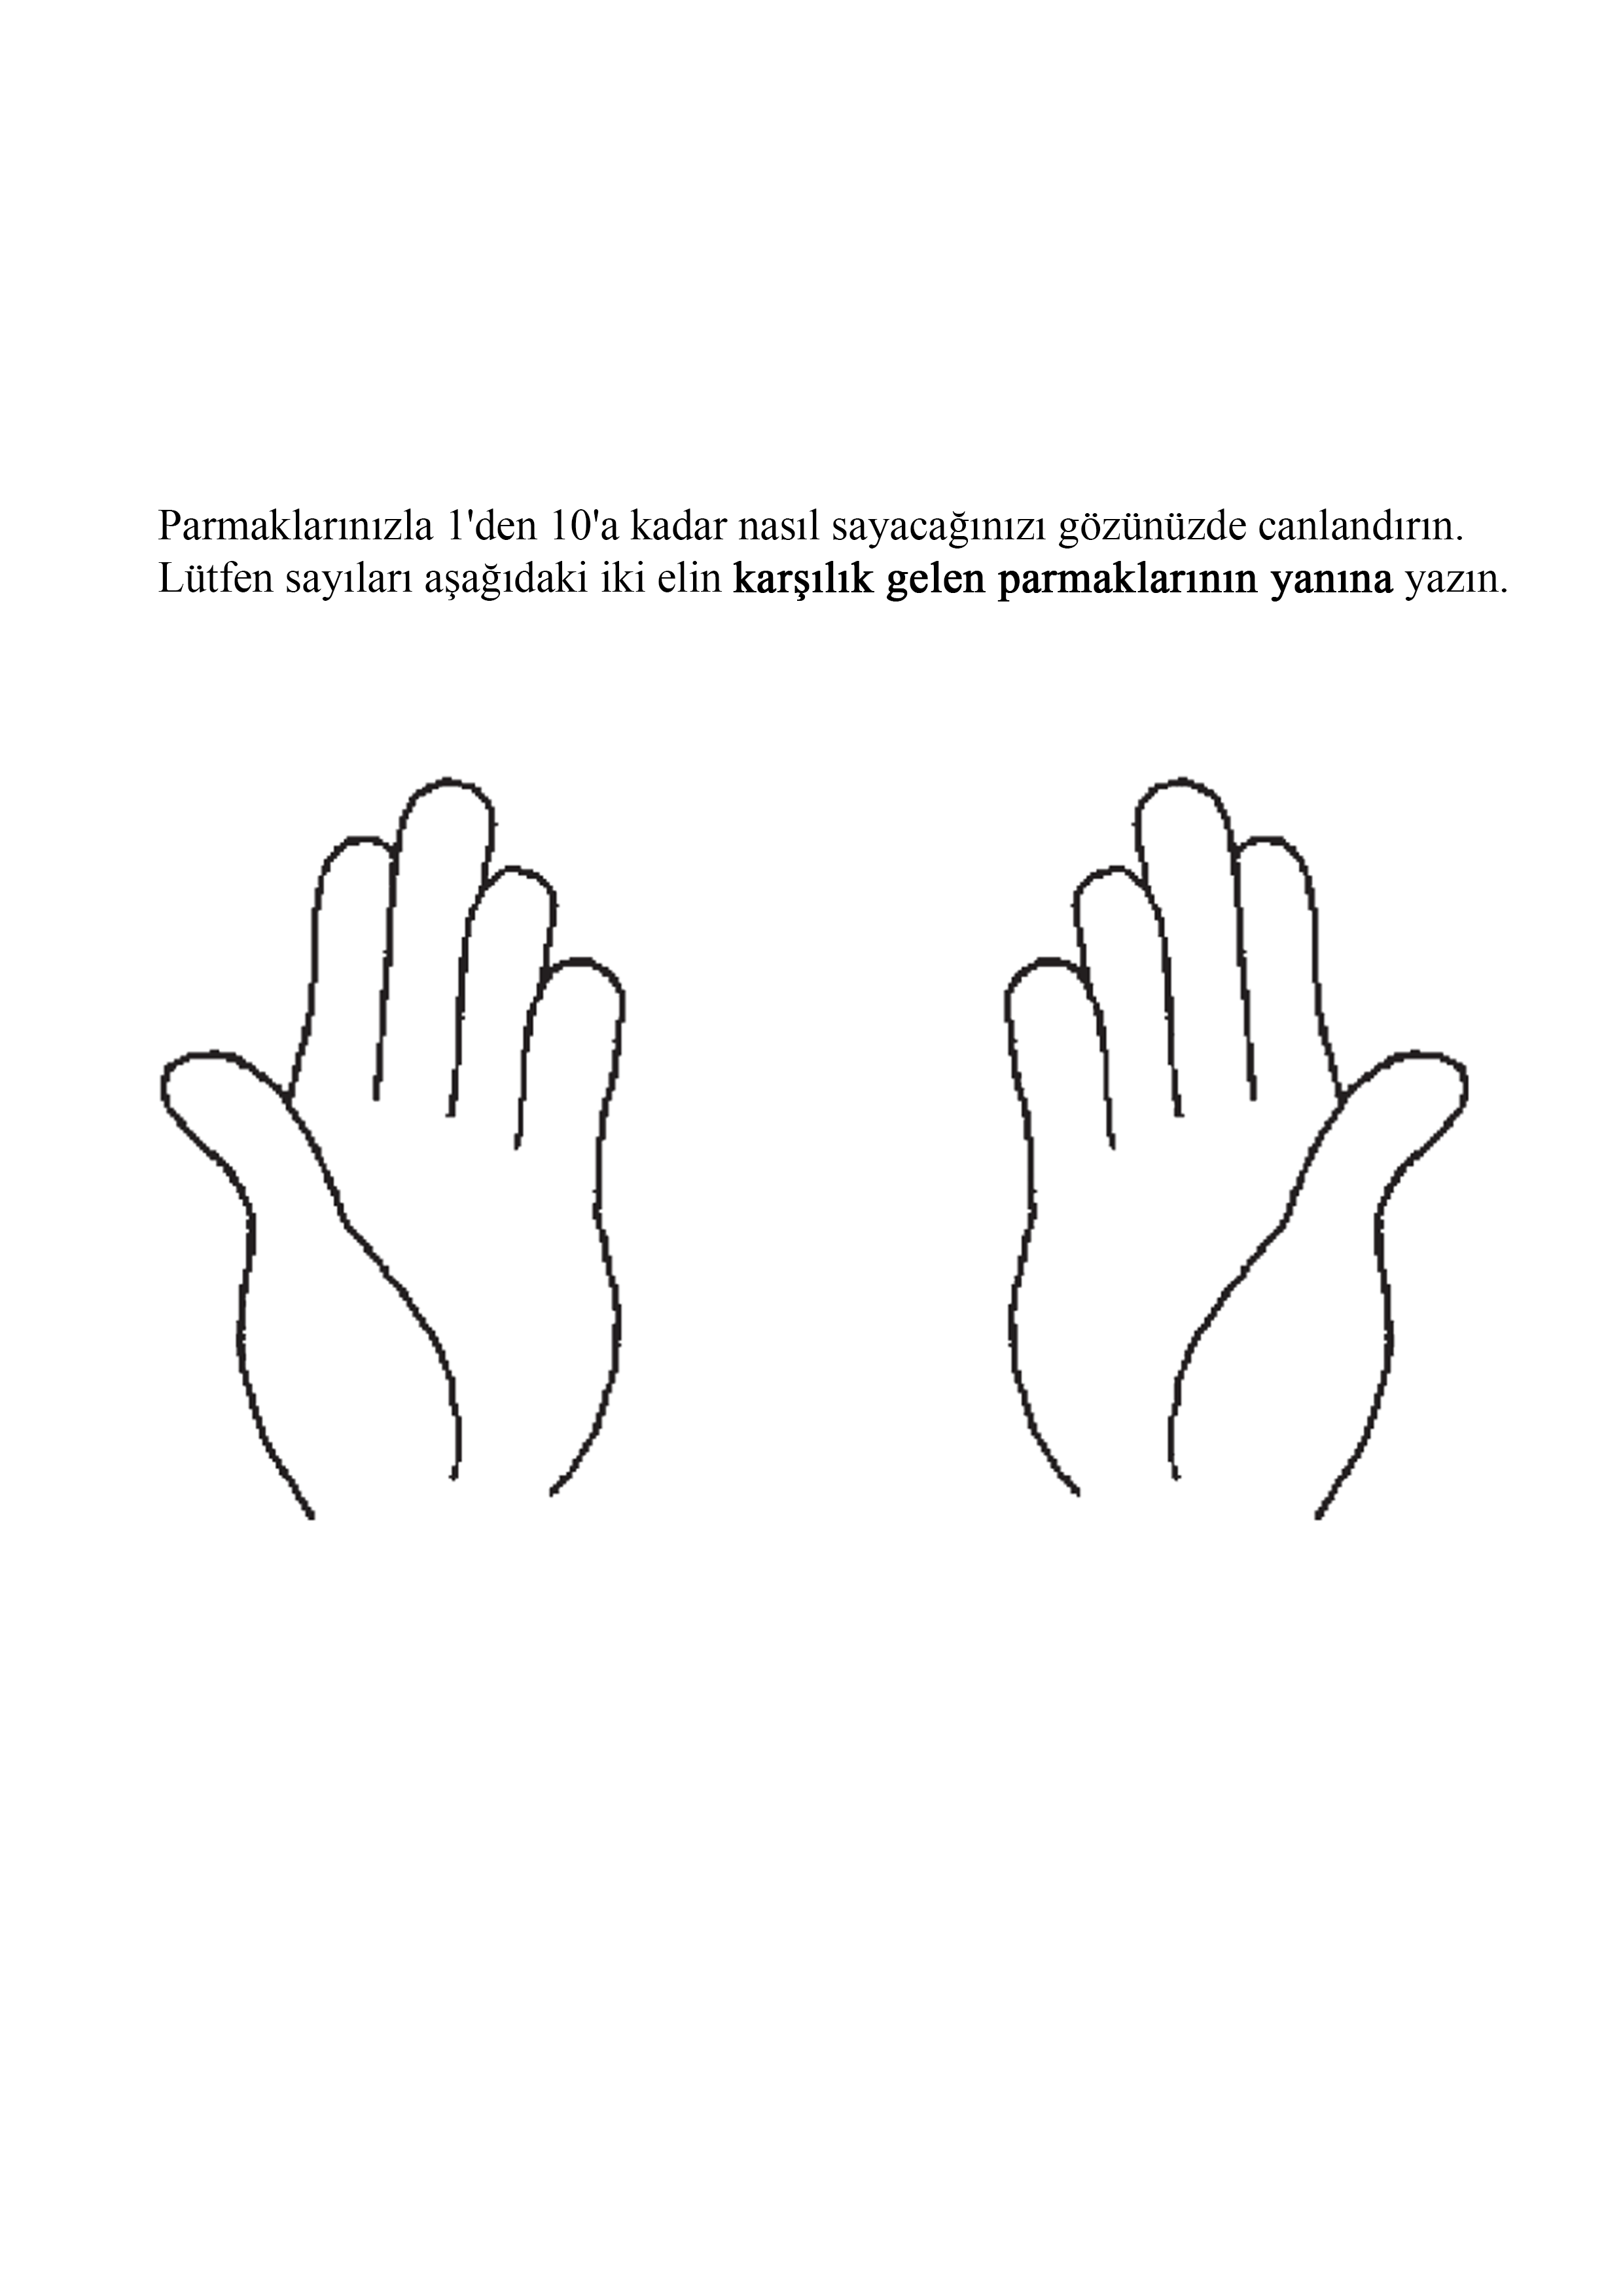 Parmaklarınızla 1'den 10'a kadar nasıl sayacağınızı gözünüzde canlandırın.
Lütfen sayıları aşağıdaki iki elin karşılık gelen parmaklarının yanına yazın.